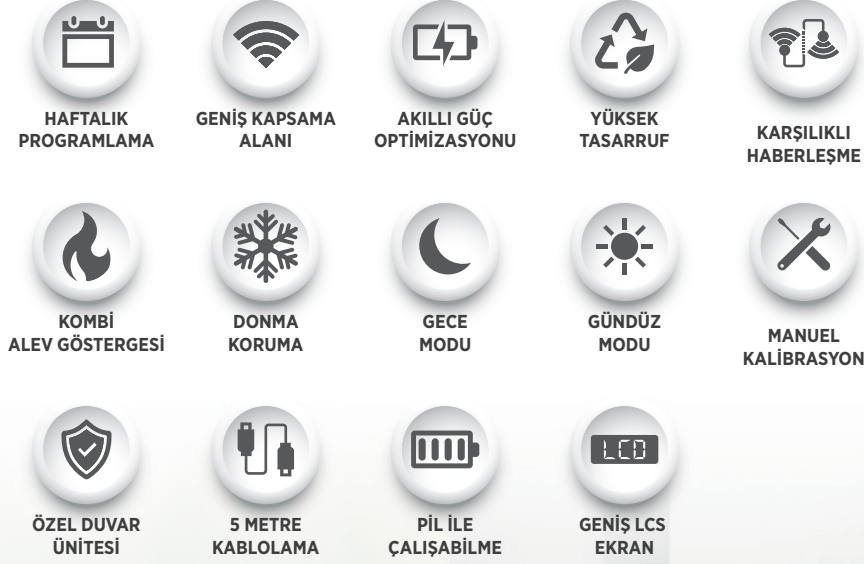 HAFTALIK
PROGRAMLAMA
GENİŞ KAPSAMA
ALANI
AKILLI GÜÇ
OPTİMİZASYONU
YÜKSEK
TASARRUF
KARŞILIKLI
HABERLEŞME
KOMBİ
ALEV GÖSTERGESİ
DONMA
KORUMA
GECE
MODU
GÜNDÜZ
MODU
MANUEL
KALİBRASYON
ÖZEL DUVAR
ÜNİTESİ
5 METRE
KABLOLAMA
PİL İLE
ÇALIŞABİLME
LCD
GENİŞ LCS
EKRAN